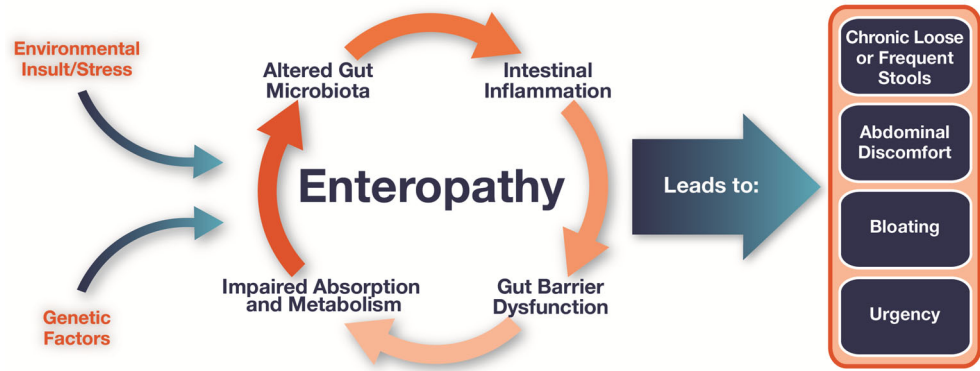 Environmental
Insult/Stress
Genetic
Factors
Altered Gut
Microbiota
Intestinal
Inflammation
Enteropathy
Impaired Absorption
and Metabolism
Gut Barrier
Dysfunction
Leads to:
Chronic Loose
or Frequent
Stools
Abdominal
Discomfort
Bloating
Urgency